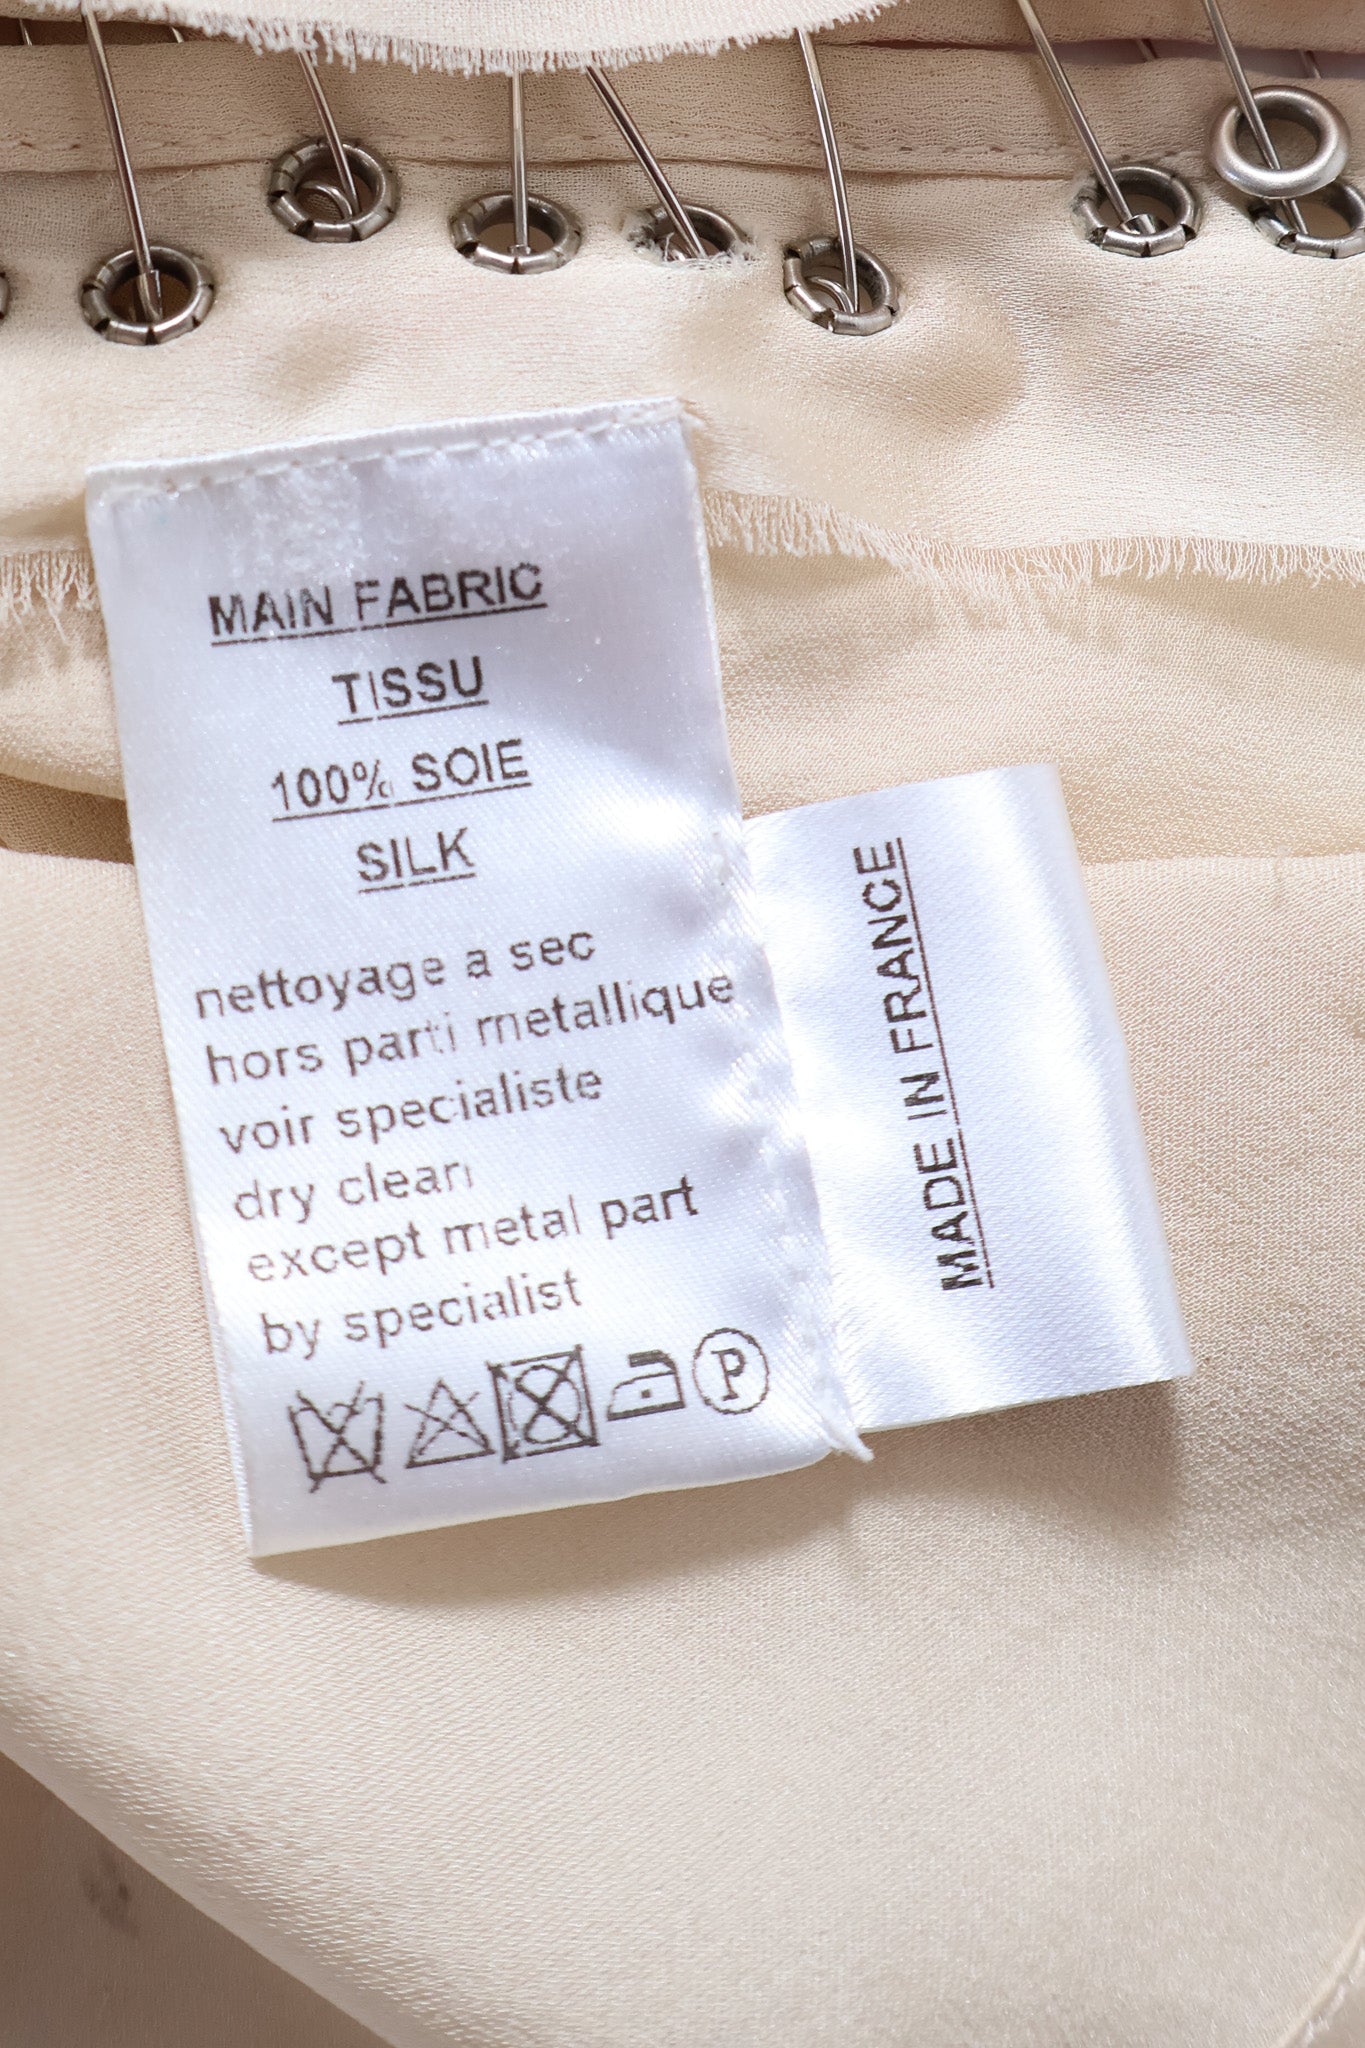 MAIN FABRIC
TISSU
100% SOIE
SILK
nettoyage a sec
hors parti metallique
voir specialiste
dry clean
except metal part
by specialist
P
MADE IN FRANCE